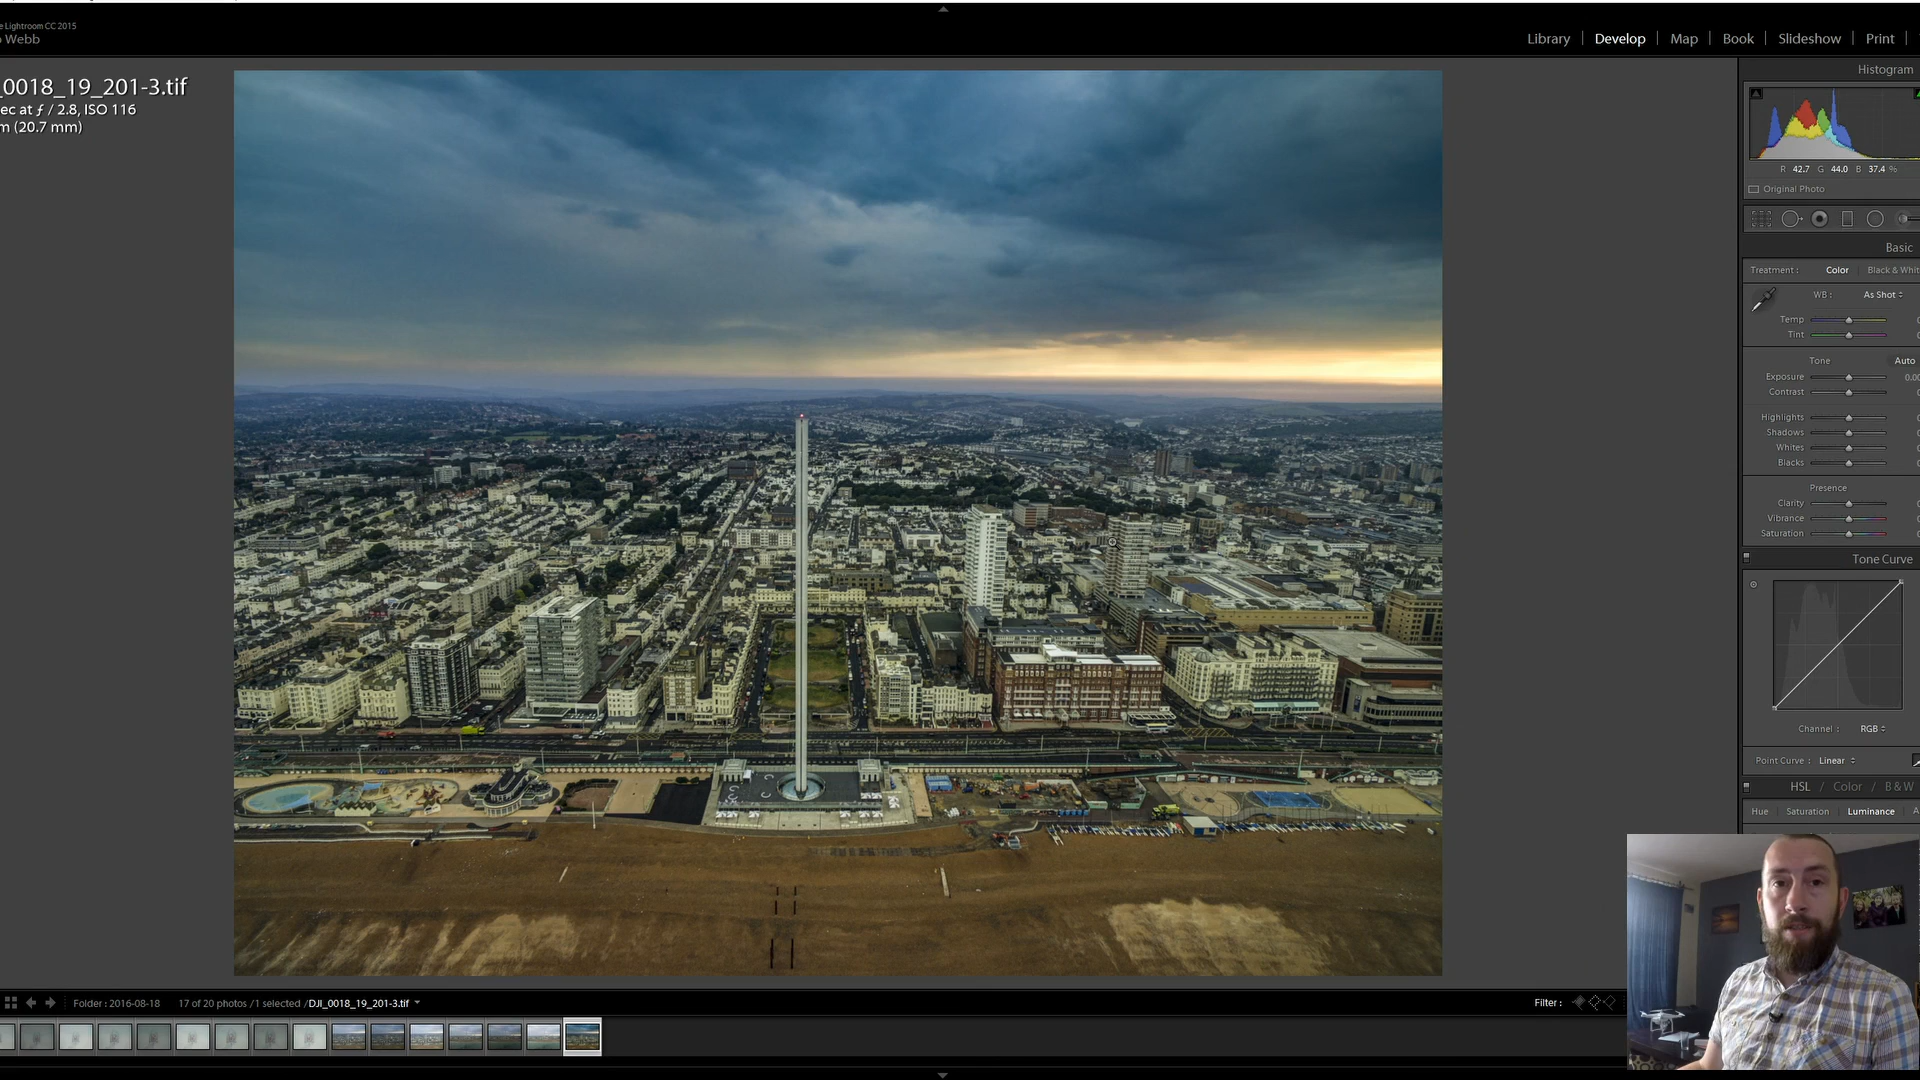 e Lightroom CC 2015
Webb
Library | Develop | Map | Book | Slideshow | Print |
_0018_19_201-3.tif
ec at ƒ / 2.8, ISO 116
m (20.7 mm)
Histogram
R 42.7 G 44.0 B 37.4 %
Original Photo
Basic
Treatment : Color | Black & Whit
WB : As Shot
Temp
Tint
Tone Auto
Exposure 0.00
Contrast
Highlights
Shadows
Whites
Blacks
Presence
Clarity
Vibrance
Saturation
Tone Curve
Channel : RGB
Point Curve : Linear
HSL / Color / B & W
Hue Saturation Luminance A
Folder : 2016-08-18 17 of 20 photos / 1 selected / DJI_0018_19_201-3.tif
Filter :